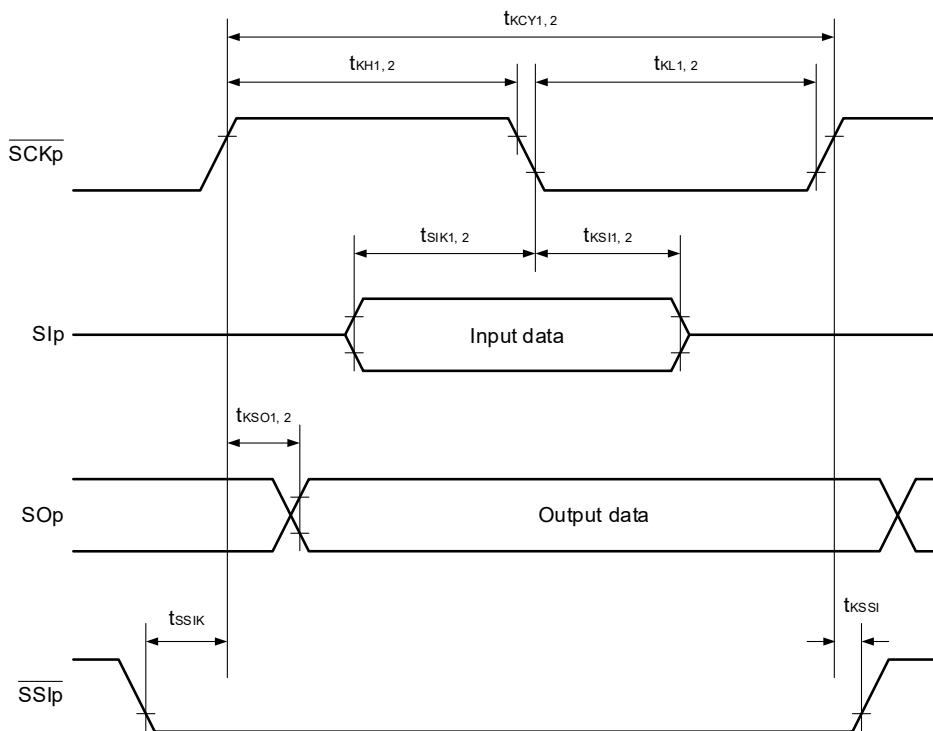 tKCY1, 2
tKH1, 2
tKL1, 2
SCKp
tSIK1, 2
tKSI1, 2
SIp
Input data
tKSO1, 2
SOp
Output data
tSSIK
tKSSI
SSIp